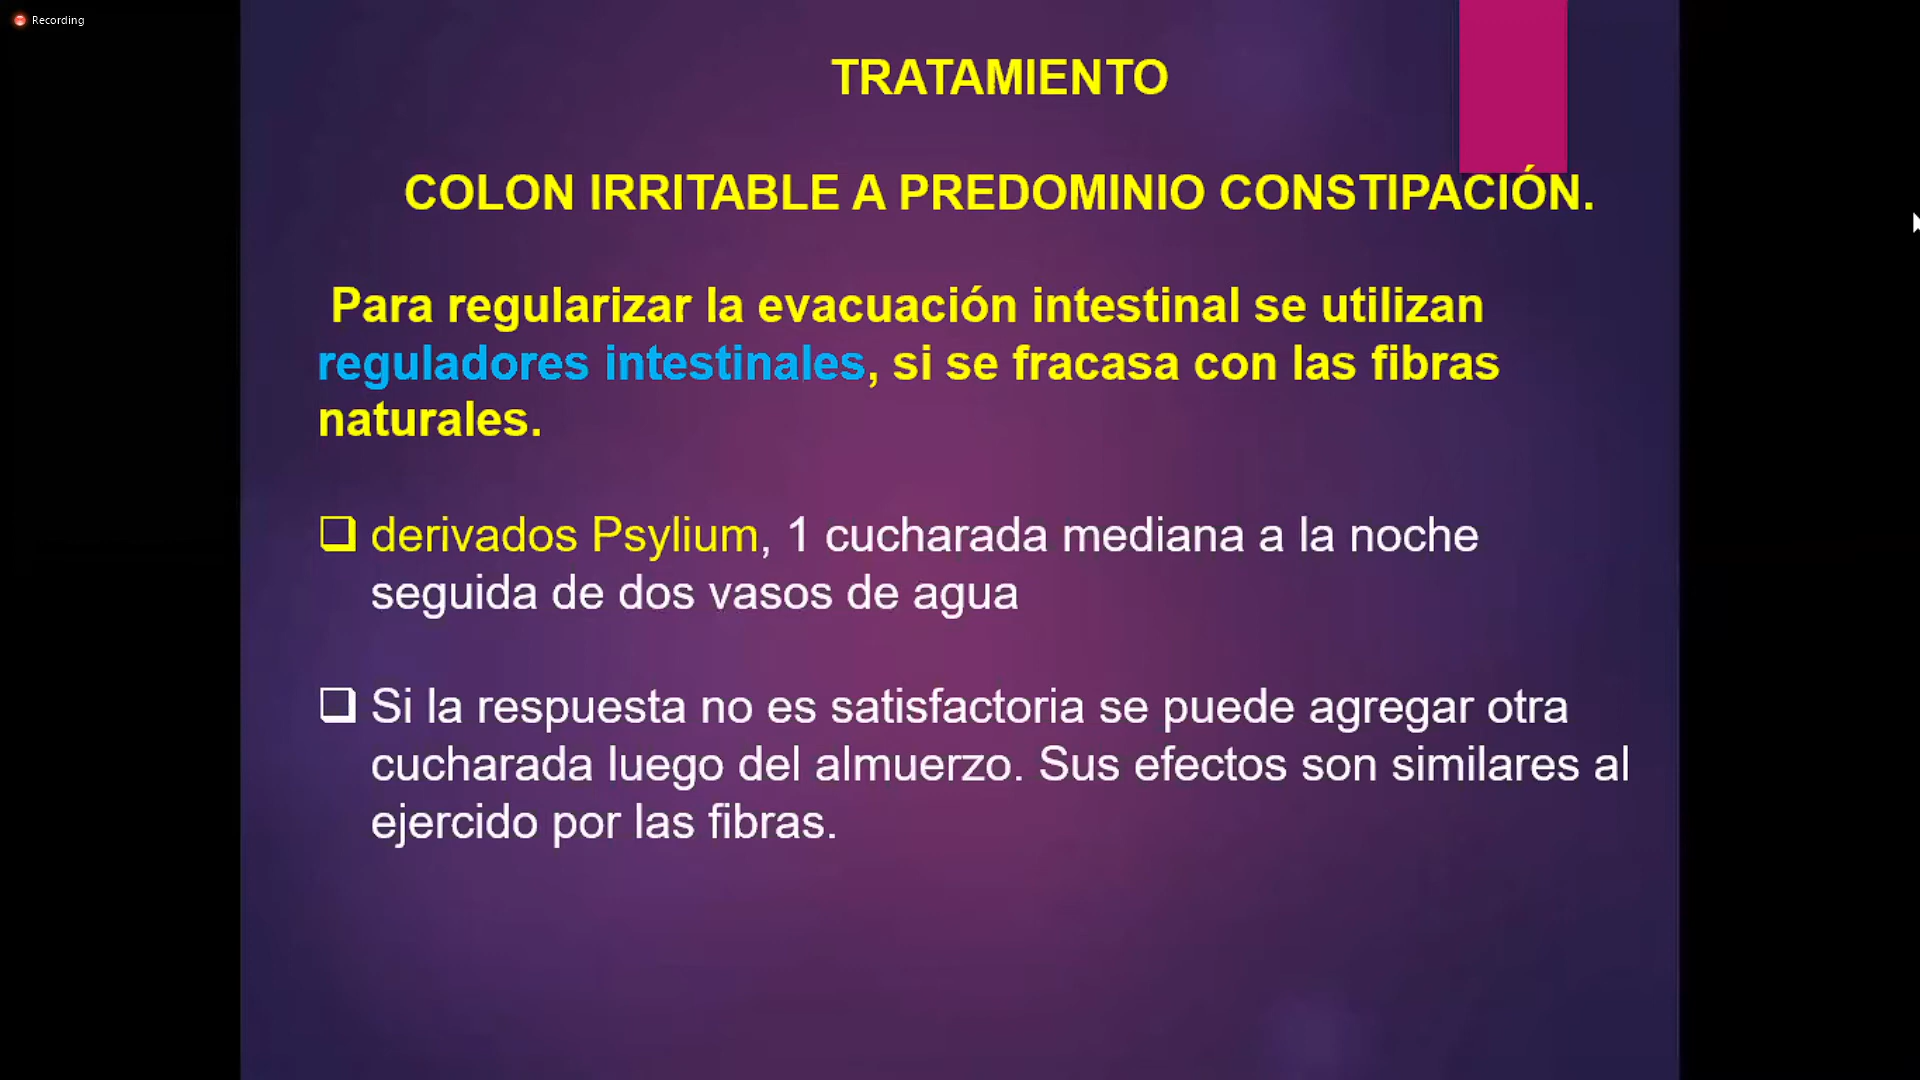 Recording
TRATAMIENTO
COLON IRRITABLE A PREDOMINIO CONSTIPACIÓN.
Para regularizar la evacuación intestinal se utilizan
reguladores intestinales, si se fracasa con las fibras
naturales.
❑ derivados Psylium, 1 cucharada mediana a la noche
seguida de dos vasos de agua
❑ Si la respuesta no es satisfactoria se puede agregar otra
cucharada luego del almuerzo. Sus efectos son similares al
ejercido por las fibras.